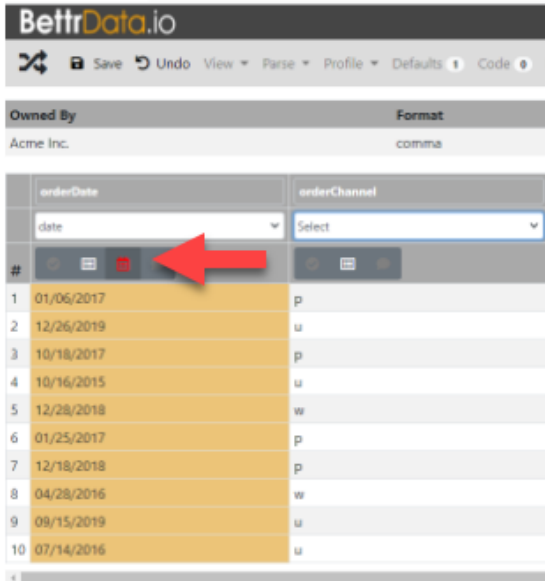 BettrData.io
Save Undo View Parse Profile Defaults 1 Code 0
Owned By Format
Acme Inc. comma
orderDate orderChannel
date Select
#
1 01/06/2017 p
2 12/26/2019 u
3 10/18/2017 p
4 10/16/2015 u
5 12/28/2018 w
6 01/25/2017 p
7 12/18/2018 p
8 04/28/2016 w
9 09/15/2019 u
10 07/14/2016 u